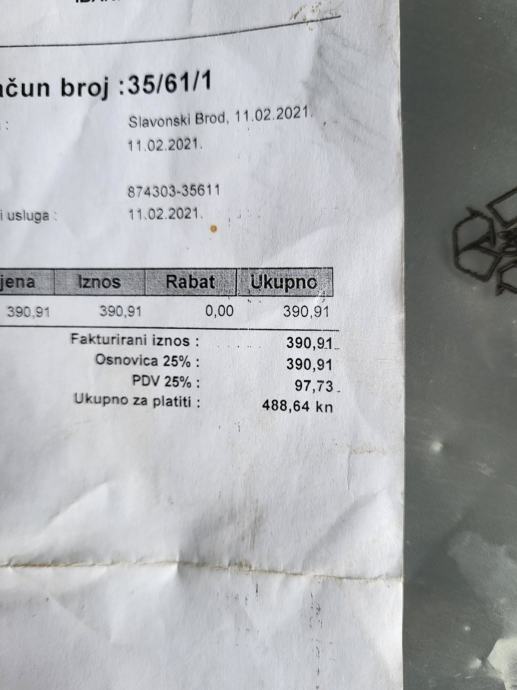 ačun broj :35/61/1
: Slavonski Brod, 11.02.2021.
11.02.2021.
874303-35611
i usluga : 11.02.2021.
jena Iznos Rabat Ukupno
390,91 390,91 0,00 390,91
Fakturirani iznos : 390,91
Osnovica 25% : 390,91
PDV 25% : 97,73
Ukupno za platiti : 488,64 kn